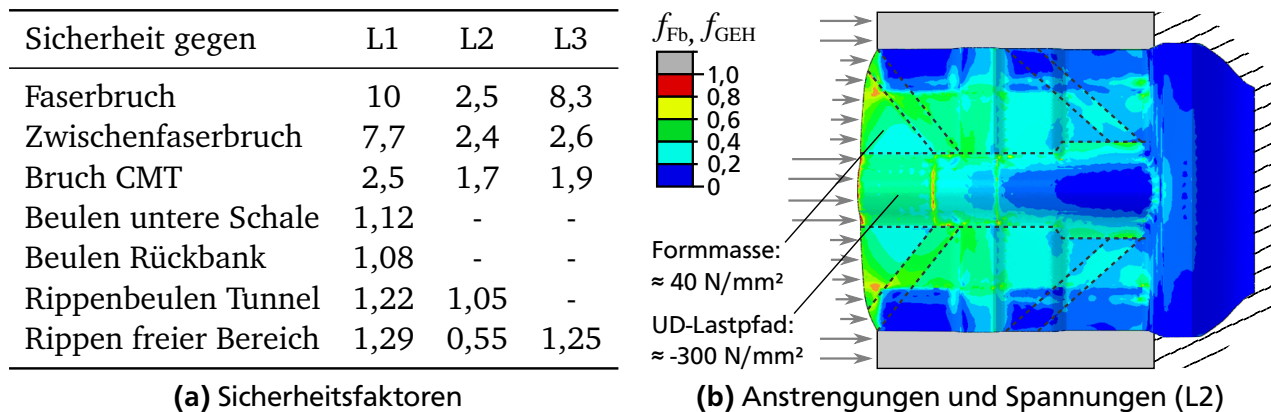 Sicherheit gegen L1 L2 L3
Faserbruch 10 2,5 8,3
Zwischenfaserbruch 7,7 2,4 2,6
Bruch CMT 2,5 1,7 1,9
Beulen untere Schale 1,12 - -
Beulen Rückbank 1,08 - -
Rippenbeulen Tunnel 1,22 1,05 -
Rippen freier Bereich 1,29 0,55 1,25
(a) Sicherheitsfaktoren
f_Fb, f_GEH
1,0
0,8
0,6
0,4
0,2
0
Formmasse:
≈ 40 N/mm²
UD-Lastpfad:
≈ -300 N/mm²
(b) Anstrengungen und Spannungen (L2)